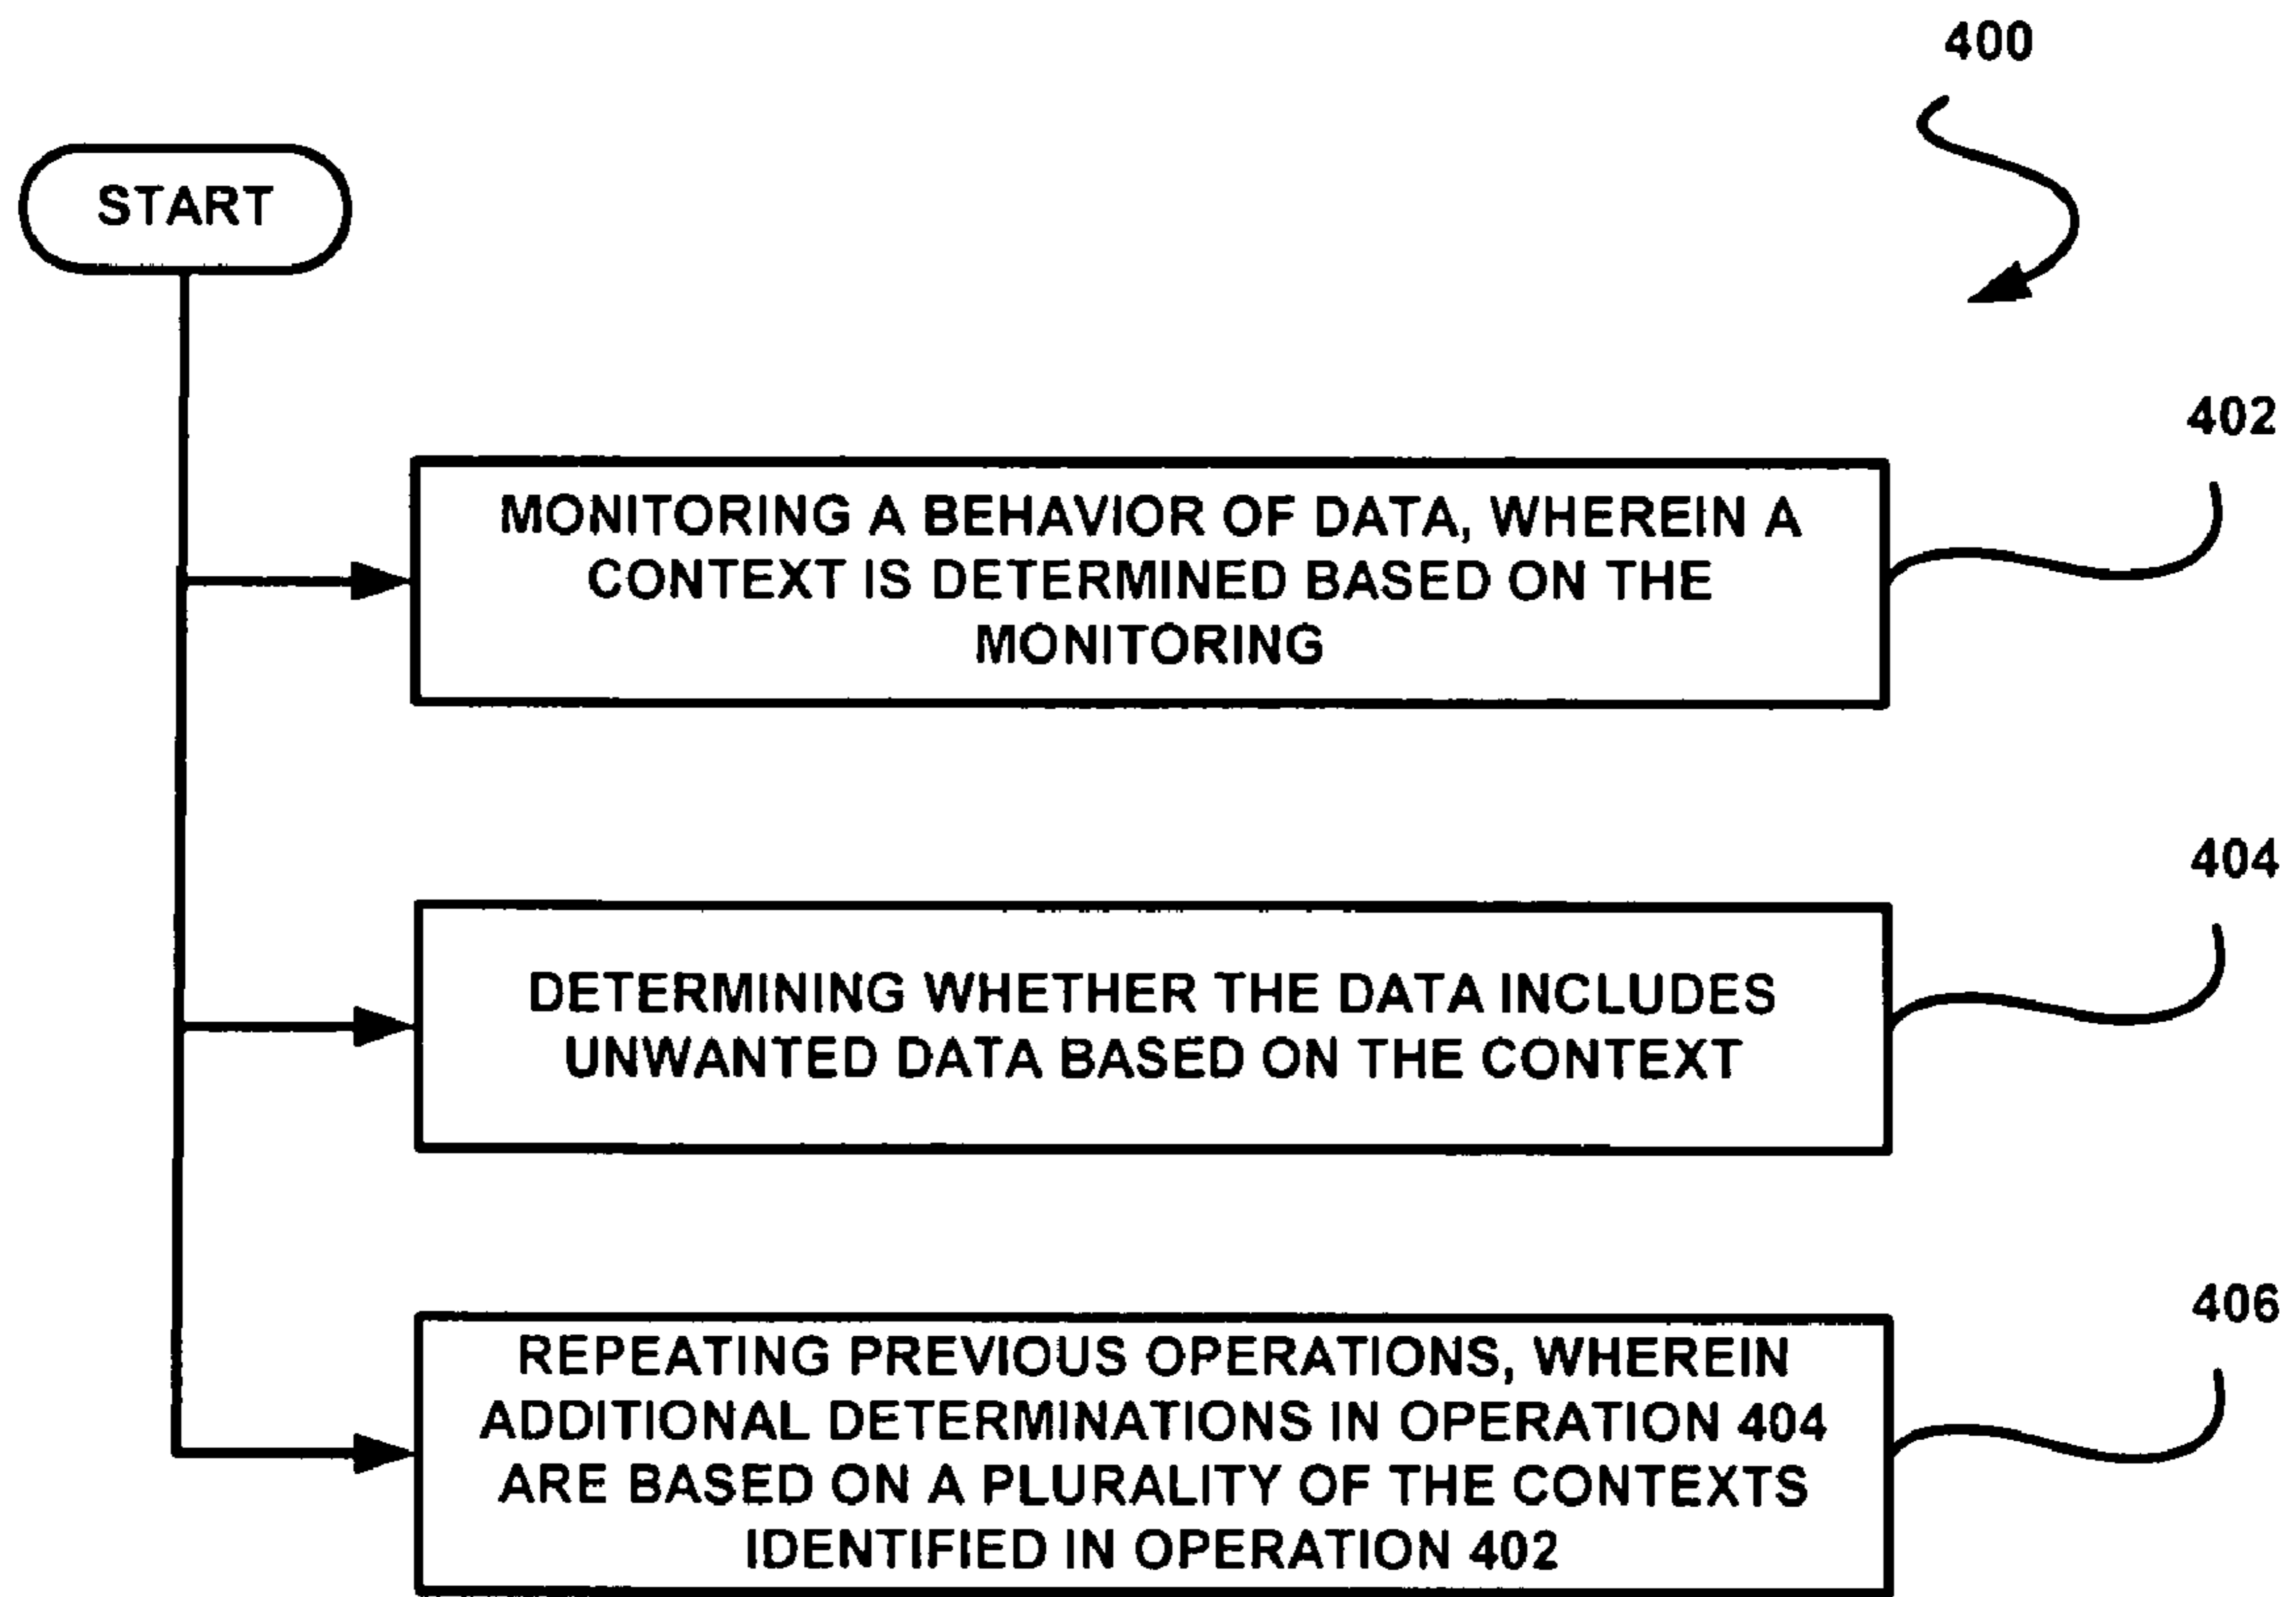 400
START
402
MONITORING A BEHAVIOR OF DATA, WHEREIN A
CONTEXT IS DETERMINED BASED ON THE
MONITORING
404
DETERMINING WHETHER THE DATA INCLUDES
UNWANTED DATA BASED ON THE CONTEXT
406
REPEATING PREVIOUS OPERATIONS, WHEREIN
ADDITIONAL DETERMINATIONS IN OPERATION 404
ARE BASED ON A PLURALITY OF THE CONTEXTS
IDENTIFIED IN OPERATION 402